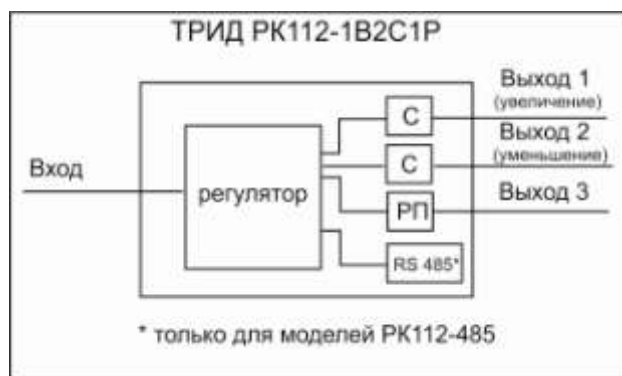 ТРИД РК112-1В2С1Р
Выход 1
(увеличение)
С
Выход 2
(уменьшение)
С
Вход
регулятор
Выход 3
РП
RS 485*
* только для моделей РК112-485